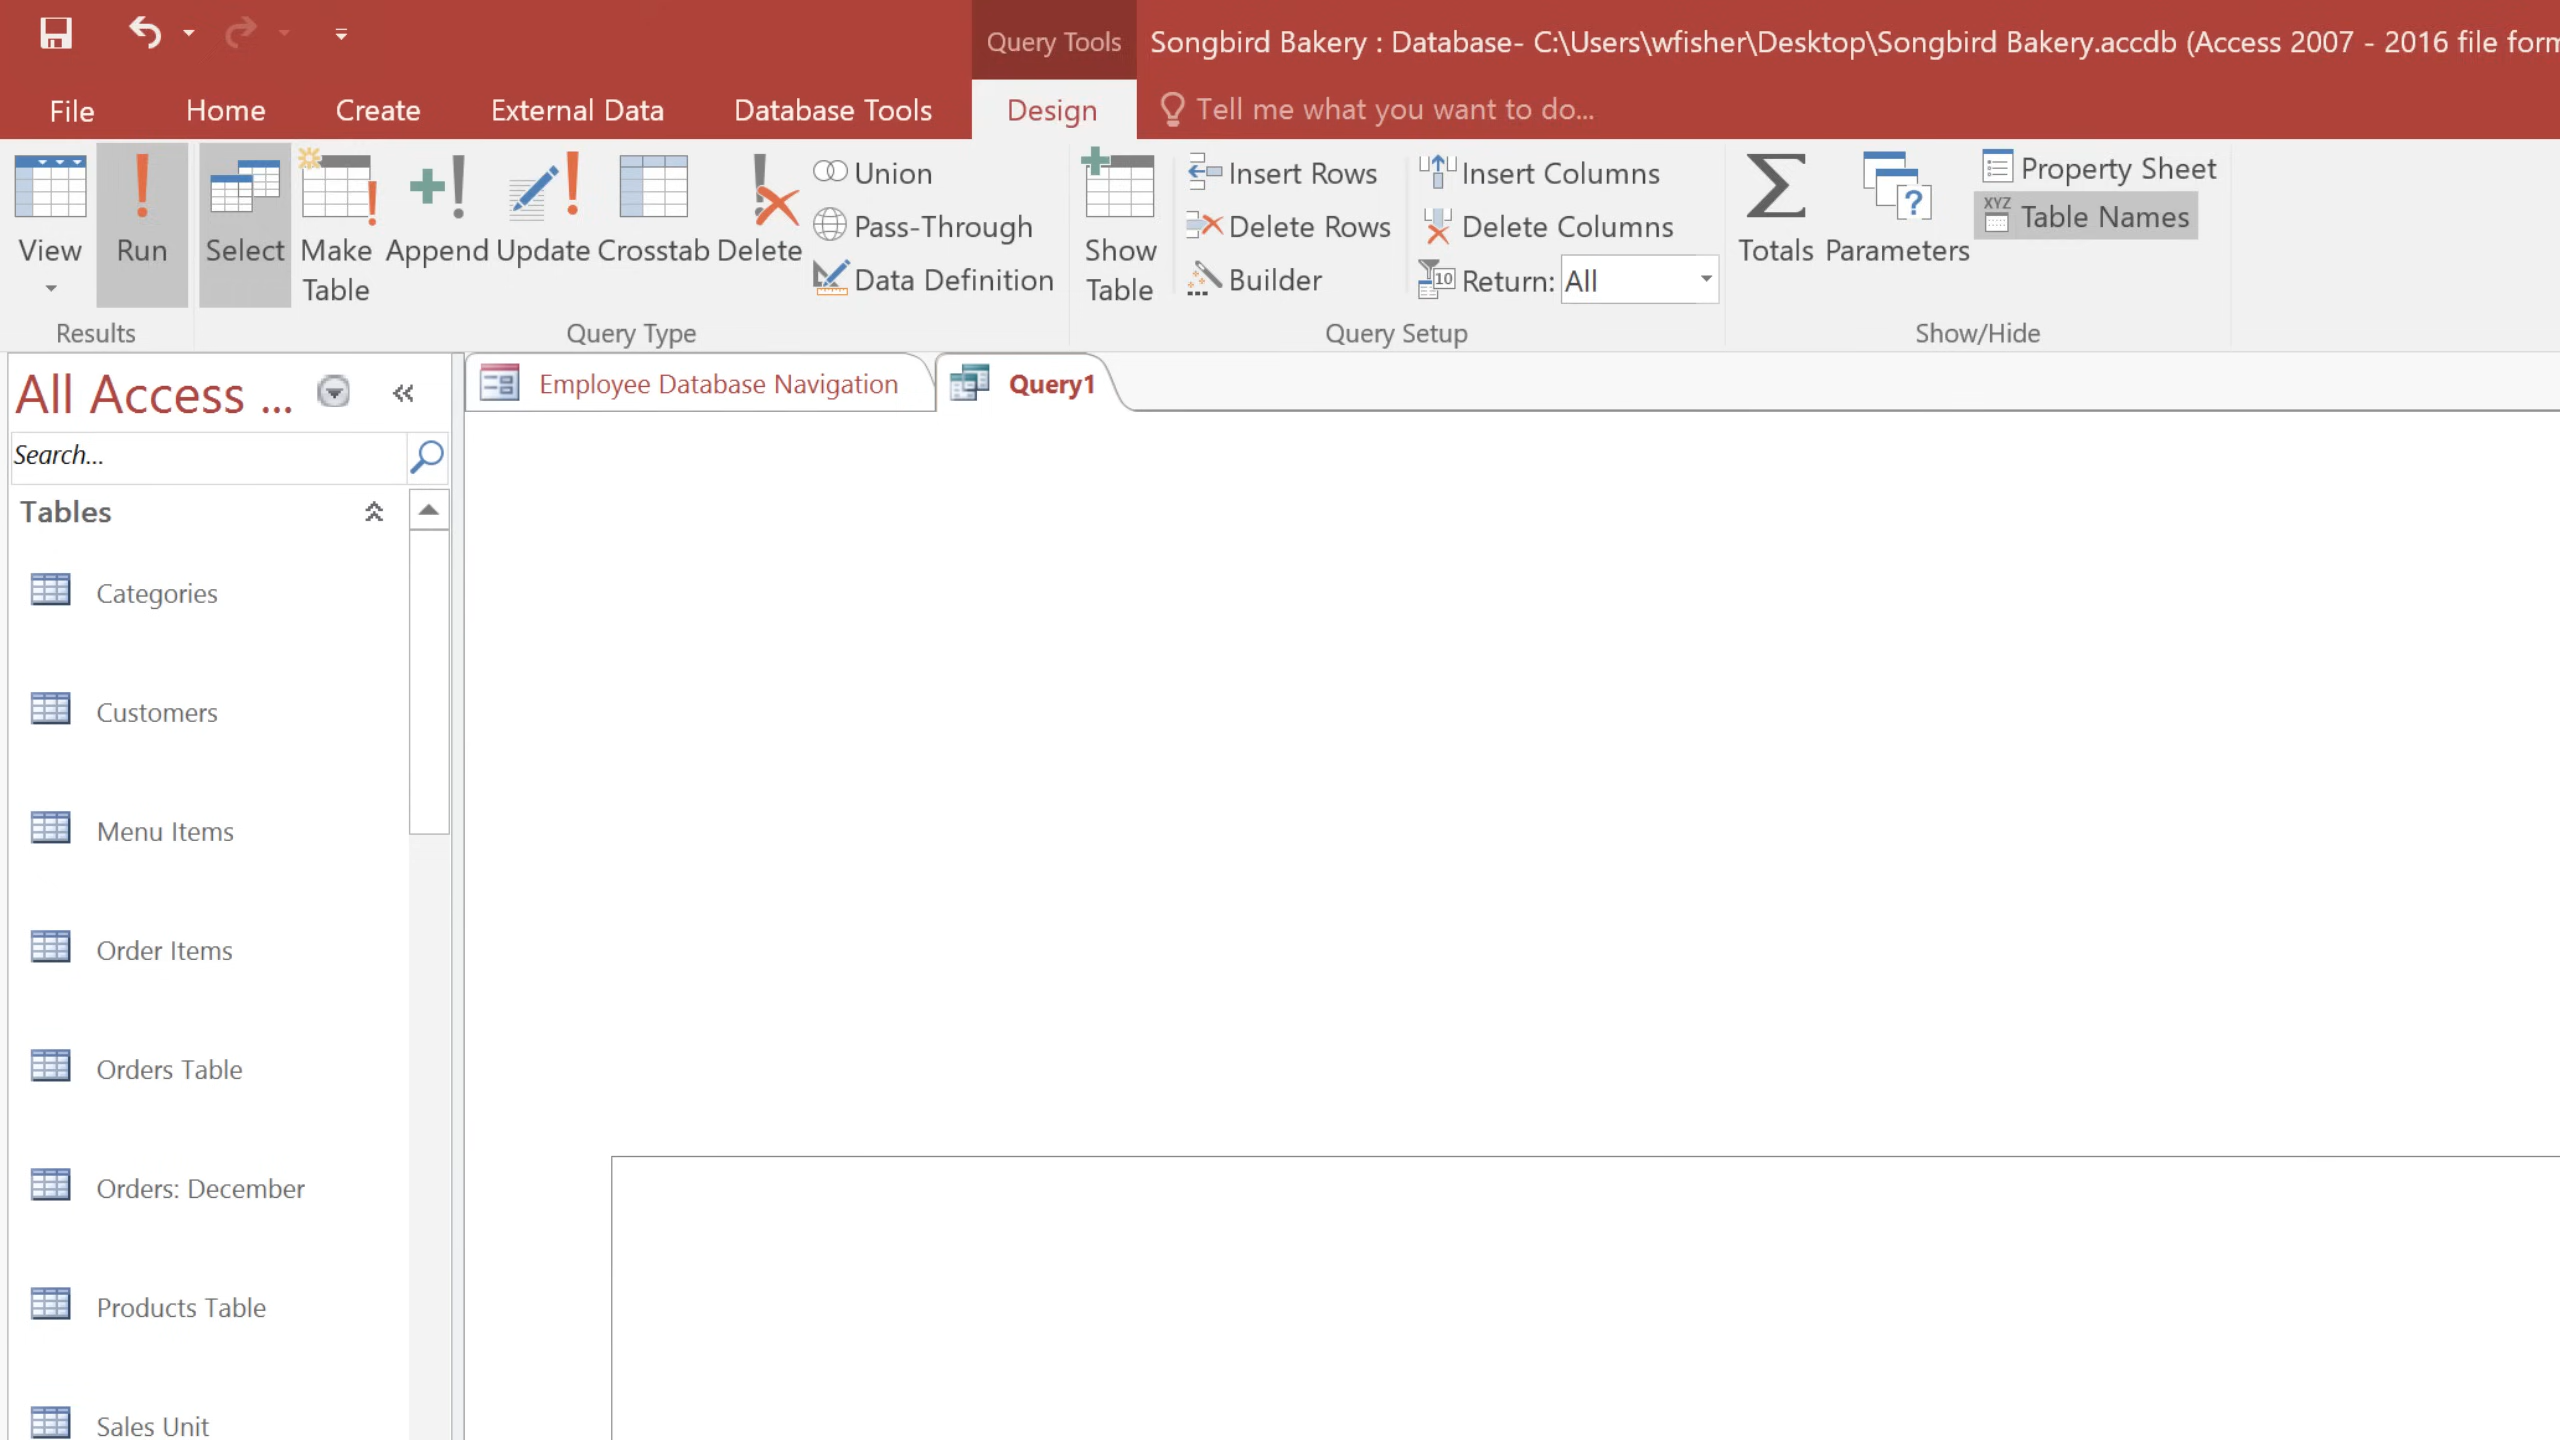 Query Tools
Songbird Bakery : Database- C:\Users\wfisher\Desktop\Songbird Bakery.accdb (Access 2007 - 2016 file form
File
Home
Create
External Data
Database Tools
Design
Tell me what you want to do...
View
Run
Results
Select
Make Table
Append
Update
Crosstab
Delete
Union
Pass-Through
Data Definition
Query Type
Show Table
Insert Rows
Delete Rows
Builder
Insert Columns
Delete Columns
10
Return: All
Query Setup
Totals
Parameters
Property Sheet
XYZ
Table Names
Show/Hide
All Access ...
Employee Database Navigation
Query1
Search...
Tables
Categories
Customers
Menu Items
Order Items
Orders Table
Orders: December
Products Table
Sales Unit